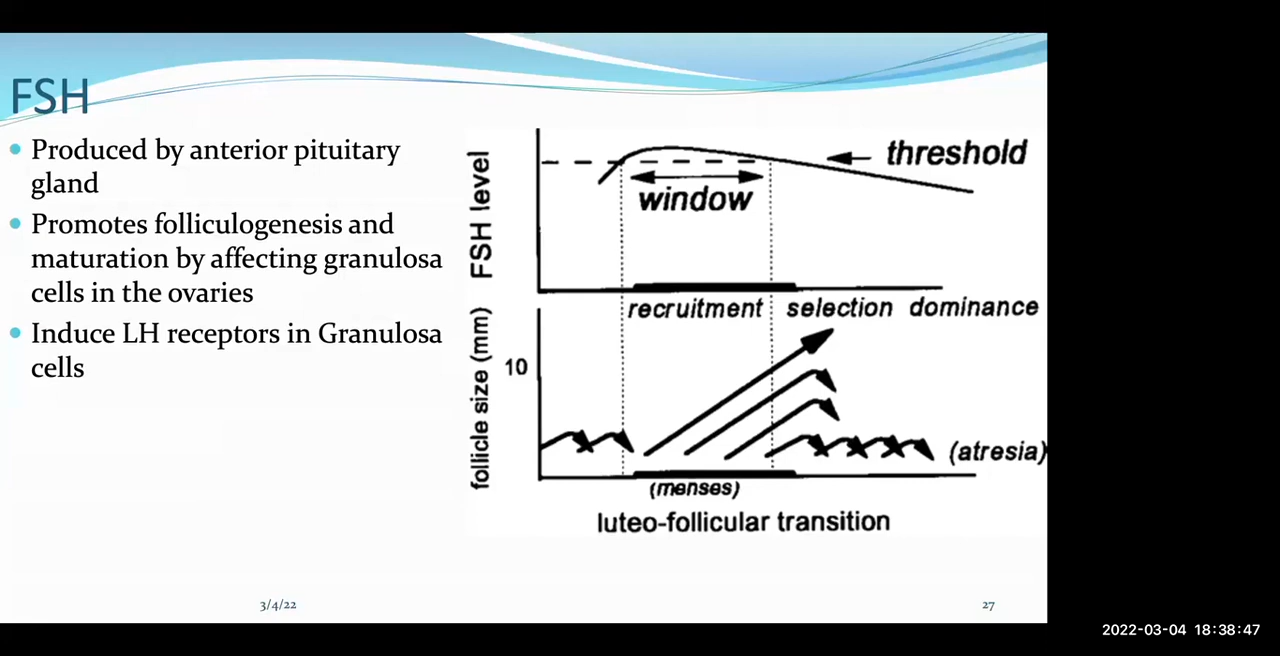 FSH
Produced by anterior pituitary
gland
Promotes folliculogenesis and
maturation by affecting granulosa
cells in the ovaries
Induce LH receptors in Granulosa
cells
FSH level
threshold
window
recruitment selection dominance
follicle size (mm)
10
(atresia)
(menses)
luteo-follicular transition
3/4/22
27
2022-03-04 18:38:47